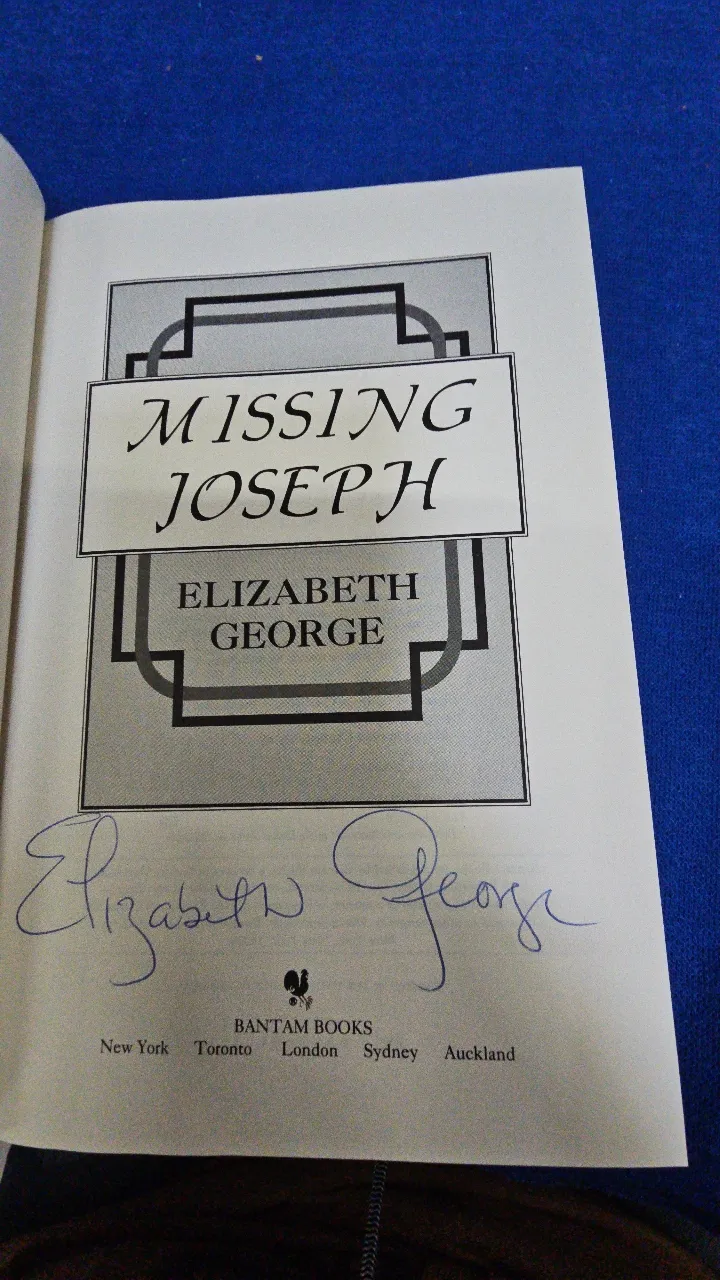 MISSING
JOSEPH
ELIZABETH
GEORGE
Elizabeth George
BANTAM BOOKS
New York Toronto London Sydney Auckland